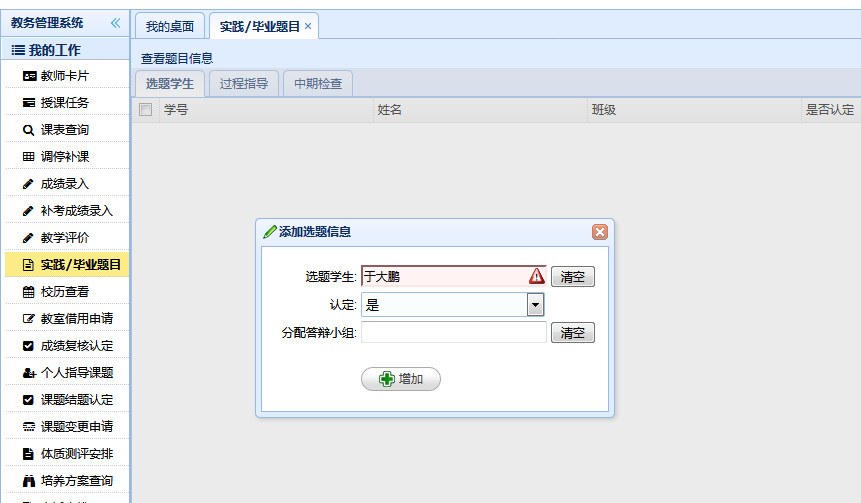 教务管理系统
我的工作
教师卡片
授课任务
课表查询
调停补课
成绩录入
补考成绩录入
教学评价
实践/毕业题目
校历查看
教室借用申请
成绩复核认定
个人指导课题
课题结题认定
课题变更申请
体质测评安排
培养方案查询
我的桌面
实践/毕业题目
查看题目信息
选题学生 过程指导 中期检查
学号 姓名 班级 是否认定
添加选题信息
选题学生: 于大鹏 清空
认定: 是
分配答辩小组: 清空
增加